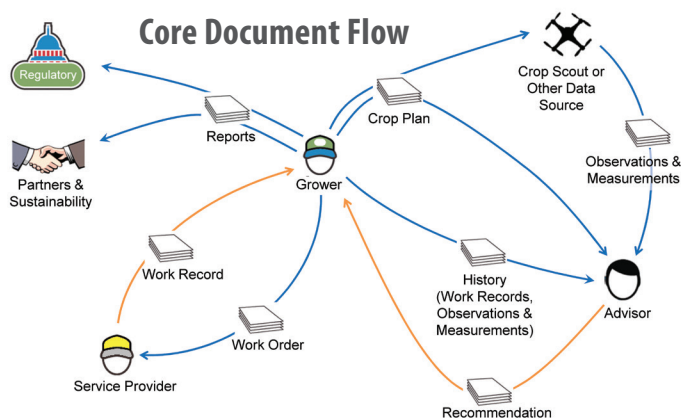 Core Document Flow
Regulatory
Reports
Crop Plan
Crop Scout or
Other Data
Source
Observations &
Measurements
Partners &
Sustainability
Grower
Work Record
History
(Work Records,
Observations &
Measurements)
Advisor
Work Order
Service Provider
Recommendation